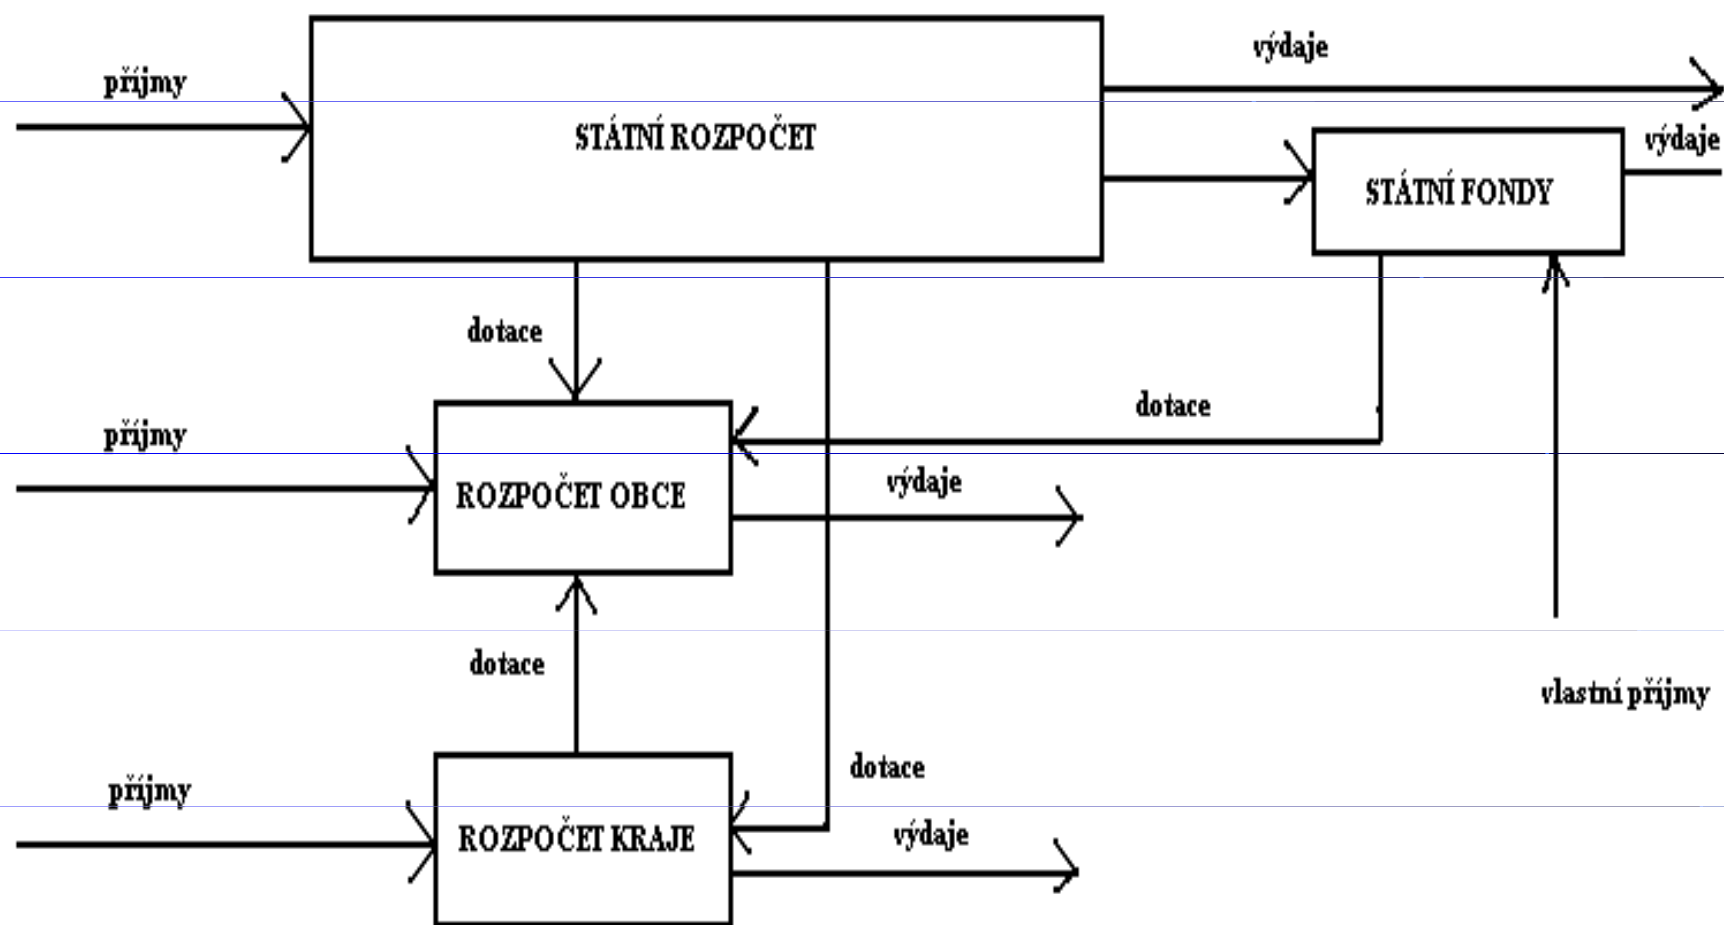 výdaje
příjmy
STÁTNÍ ROZPOČET
výdaje
STÁTNÍ FONDY
dotace
dotace
příjmy
ROZPOČET OBCE
výdaje
dotace
vlastní příjmy
dotace
příjmy
ROZPOČET KRAJE
výdaje